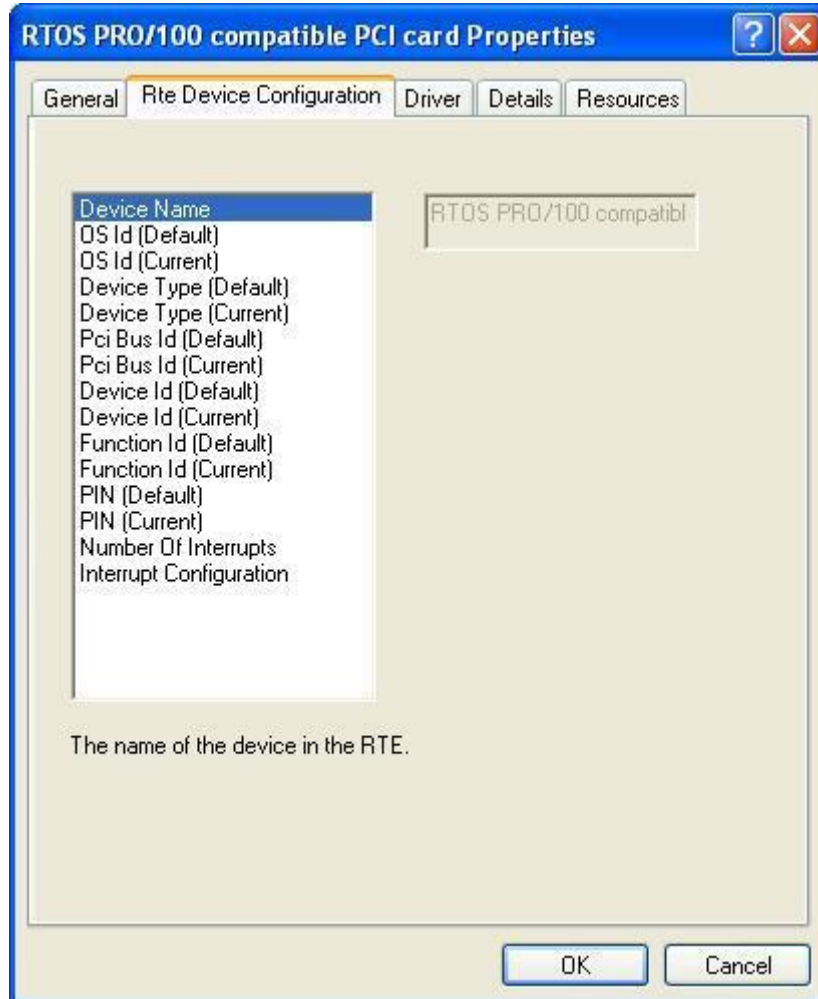 RTOS PRO/100 compatible PCI card Properties
General
Rte Device Configuration
Driver
Details
Resources
Device Name
RTOS PRO/100 compatibl
OS Id (Default)
OS Id (Current)
Device Type (Default)
Device Type (Current)
Pci Bus Id (Default)
Pci Bus Id (Current)
Device Id (Default)
Device Id (Current)
Function Id (Default)
Function Id (Current)
PIN (Default)
PIN (Current)
Number Of Interrupts
Interrupt Configuration
The name of the device in the RTE.
OK
Cancel